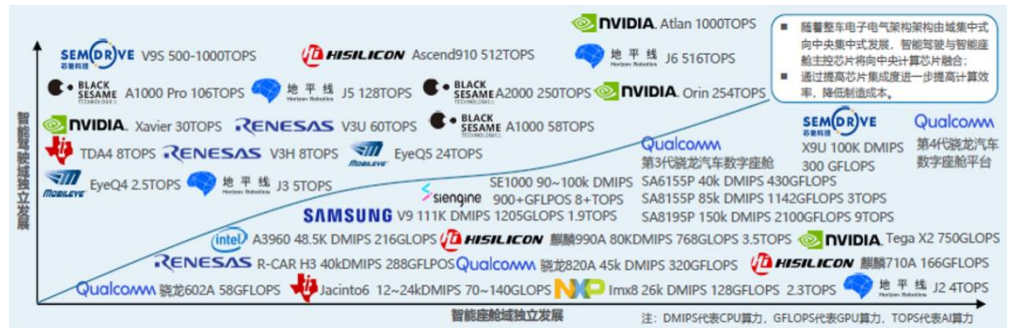 NVIDIA. Atlan 1000TOPS
SEMIDRIVE 芯驰科技 V9S 500-1000TOPS
HISILICON Ascend910 512TOPS
地平线 Horizon Robotics J6 516TOPS
BLACK SESAME TECHNOLOGIES A1000 Pro 106TOPS
地平线 Horizon Robotics J5 128TOPS
BLACK SESAME TECHNOLOGIES A2000 250TOPS
NVIDIA. Orin 254TOPS
NVIDIA. Xavier 30TOPS
RENESAS V3U 60TOPS
BLACK SESAME TECHNOLOGIES A1000 58TOPS
TDA4 8TOPS
RENESAS V3H 8TOPS
MOBILEYE EyeQ5 24TOPS
MOBILEYE EyeQ4 2.5TOPS
地平线 Horizon Robotics J3 5TOPS
■ 随着整车电子电气架构架构由域集中式
向中央集中式发展，智能驾驶与智能座
舱主控芯片将向中央计算芯片融合；
■ 通过提高芯片集成度进一步提高计算效
率，降低制造成本。
SEMIDRIVE 芯驰科技
X9U 100K DMIPS
300 GFLOPS
Qualcomm
第4代骁龙汽车
数字座舱平台
Qualcomm
第3代骁龙汽车数字座舱
SA6155P 40k DMIPS 430GFLOPS
SA8155P 85k DMIPS 1142GFLOPS 3TOPS
SA8195P 150k DMIPS 2100GFLOPS 9TOPS
siengine
SE1000 90~100k DMIPS
900+GFLPOS 8+TOPS
SAMSUNG V9 111K DMIPS 1205GLOPS 1.9TOPS
intel A3960 48.5K DMIPS 216GLOPS
HISILICON 麒麟990A 80KDMIPS 768GLOPS 3.5TOPS
NVIDIA. Tega X2 750GLOPS
RENESAS R-CAR H3 40kDMIPS 288GFLPOS
Qualcomm 骁龙820A 45k DMIPS 320GFLOPS
HISILICON 麒麟710A 166GFLOPS
Qualcomm 骁龙602A 58GFLOPS
Jacinto6 12~24kDMIPS 70~140GLOPS
NXP Imx8 26k DMIPS 128GFLOPS 2.3TOPS
地平线 Horizon Robotics J2 4TOPS
智能驾驶域独立发展
智能座舱域独立发展
注：DMIPS代表CPU算力，GFLOPS代表GPU算力，TOPS代表AI算力